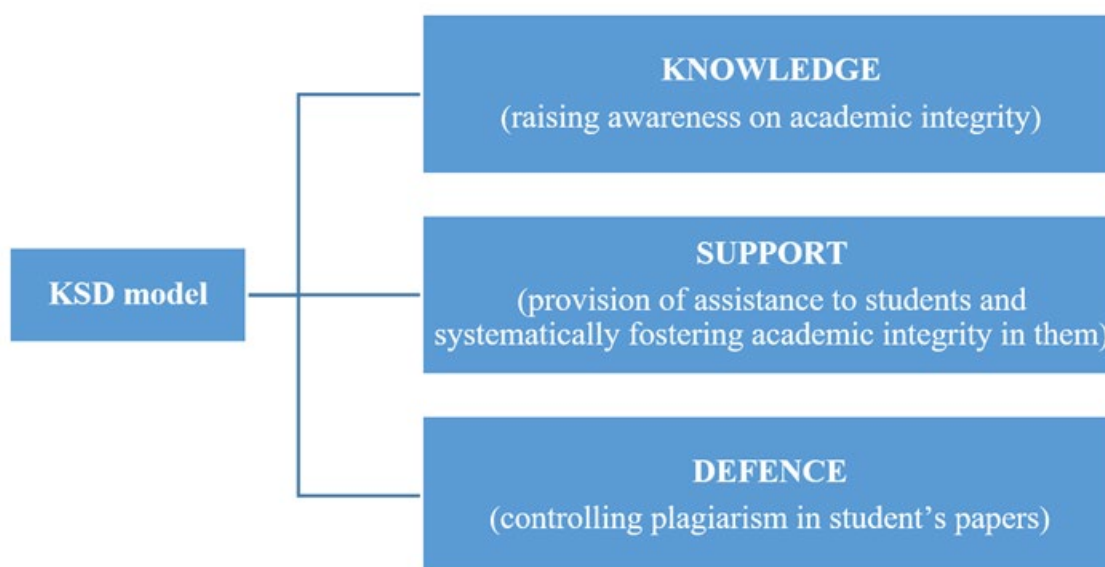 KSD model
KNOWLEDGE
(raising awareness on academic integrity)
SUPPORT
(provision of assistance to students and
systematically fostering academic integrity in them)
DEFENCE
(controlling plagiarism in student’s papers)